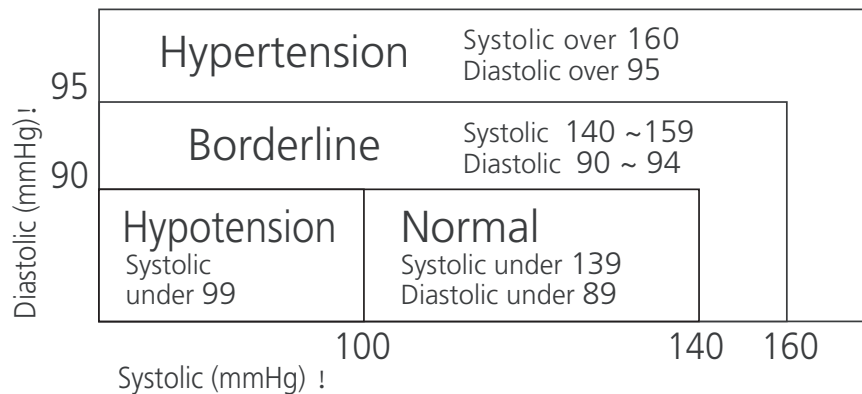 Hypertension
Systolic over 160
Diastolic over 95
95
Borderline
Systolic 140 ~159
Diastolic 90 ~ 94
90
Hypotension
Systolic
under 99
Normal
Systolic under 139
Diastolic under 89
Diastolic (mmHg) !
100
140
160
Systolic (mmHg) !